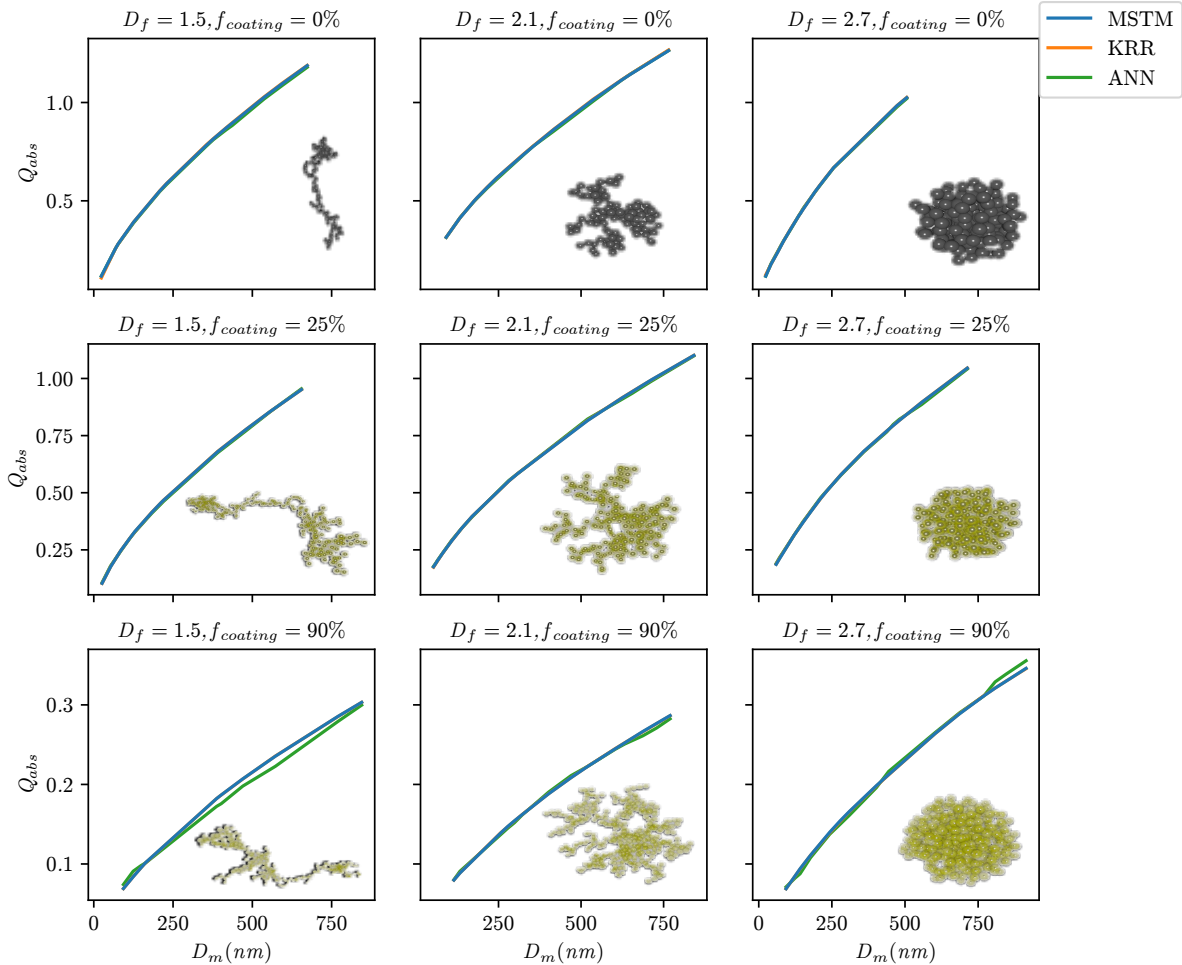 D_f = 1.5, f_coating = 0%
D_f = 2.1, f_coating = 0%
D_f = 2.7, f_coating = 0%
MSTM
KRR
ANN
1.0
0.5
Q_abs
D_f = 1.5, f_coating = 25%
D_f = 2.1, f_coating = 25%
D_f = 2.7, f_coating = 25%
1.00
0.75
0.50
0.25
Q_abs
D_f = 1.5, f_coating = 90%
D_f = 2.1, f_coating = 90%
D_f = 2.7, f_coating = 90%
0.3
0.2
0.1
Q_abs
0 250 500 750
0 250 500 750
0 250 500 750
D_m(nm)
D_m(nm)
D_m(nm)